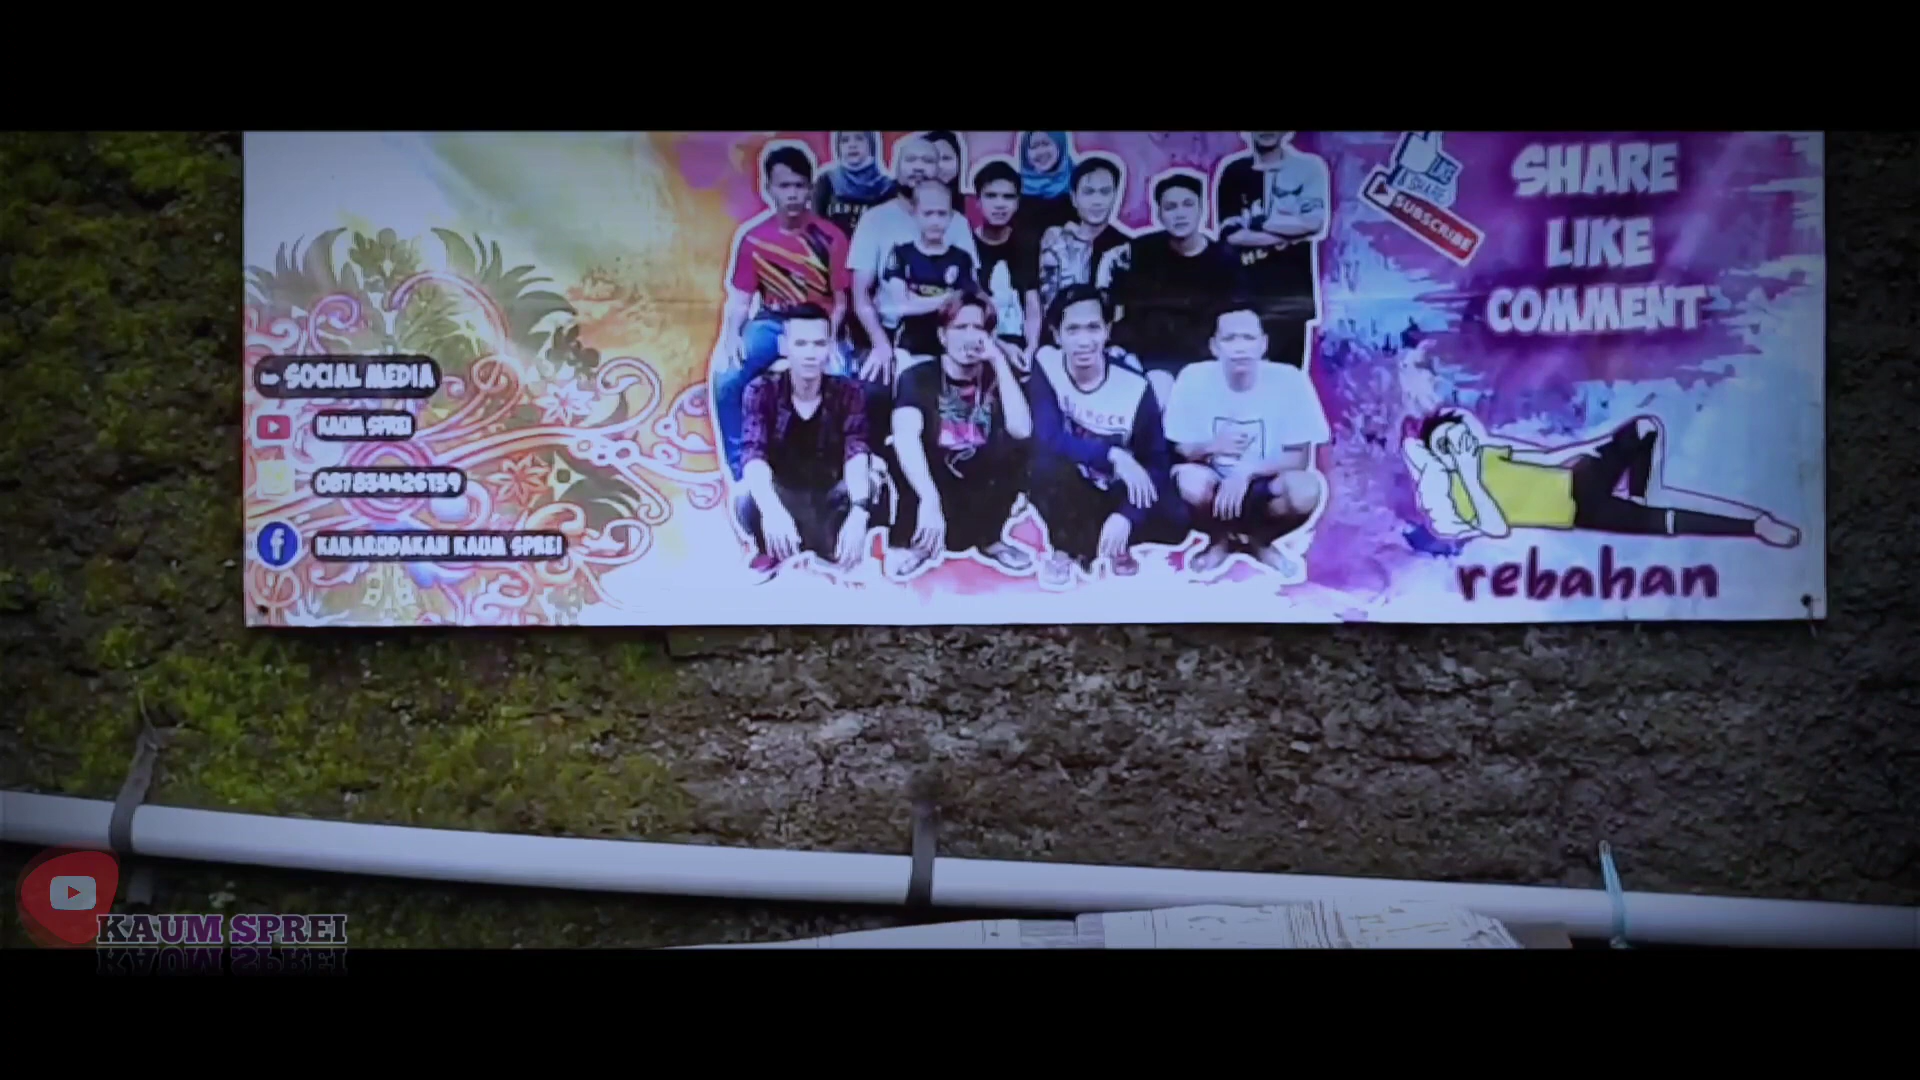 SHARE
LIKE
COMMENT
SUBSCRIBE
SOCIAL MEDIA
KAUM SPREI
087834426139
KABARUDAKAN KAUM SPREI
rebahan
KAUM SPREI